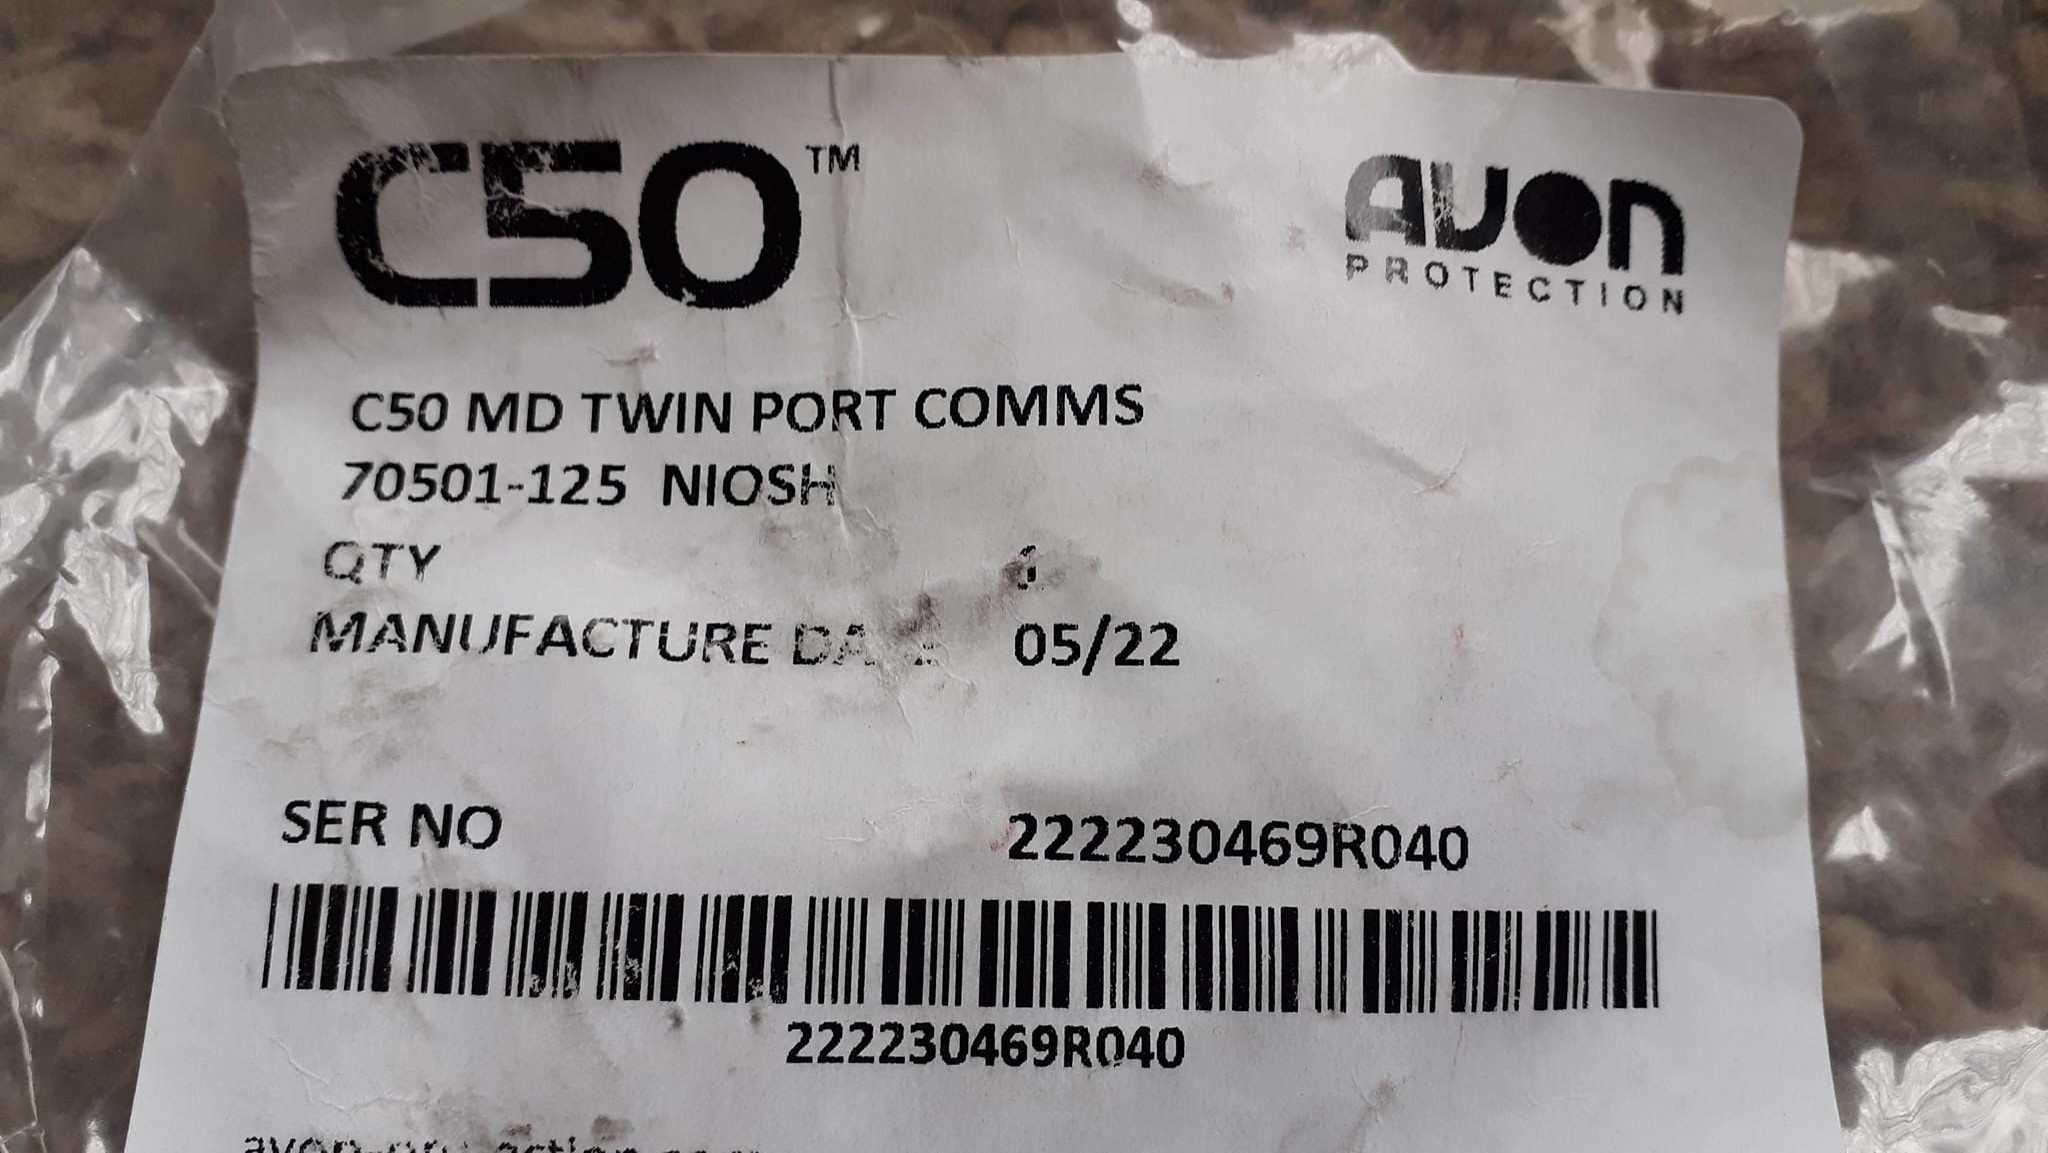 C50™
AVON
PROTECTION
C50 MD TWIN PORT COMMS
70501-125 NIOSH
QTY 1
MANUFACTURE 05/22
SER NO 222230469R040
222230469R040